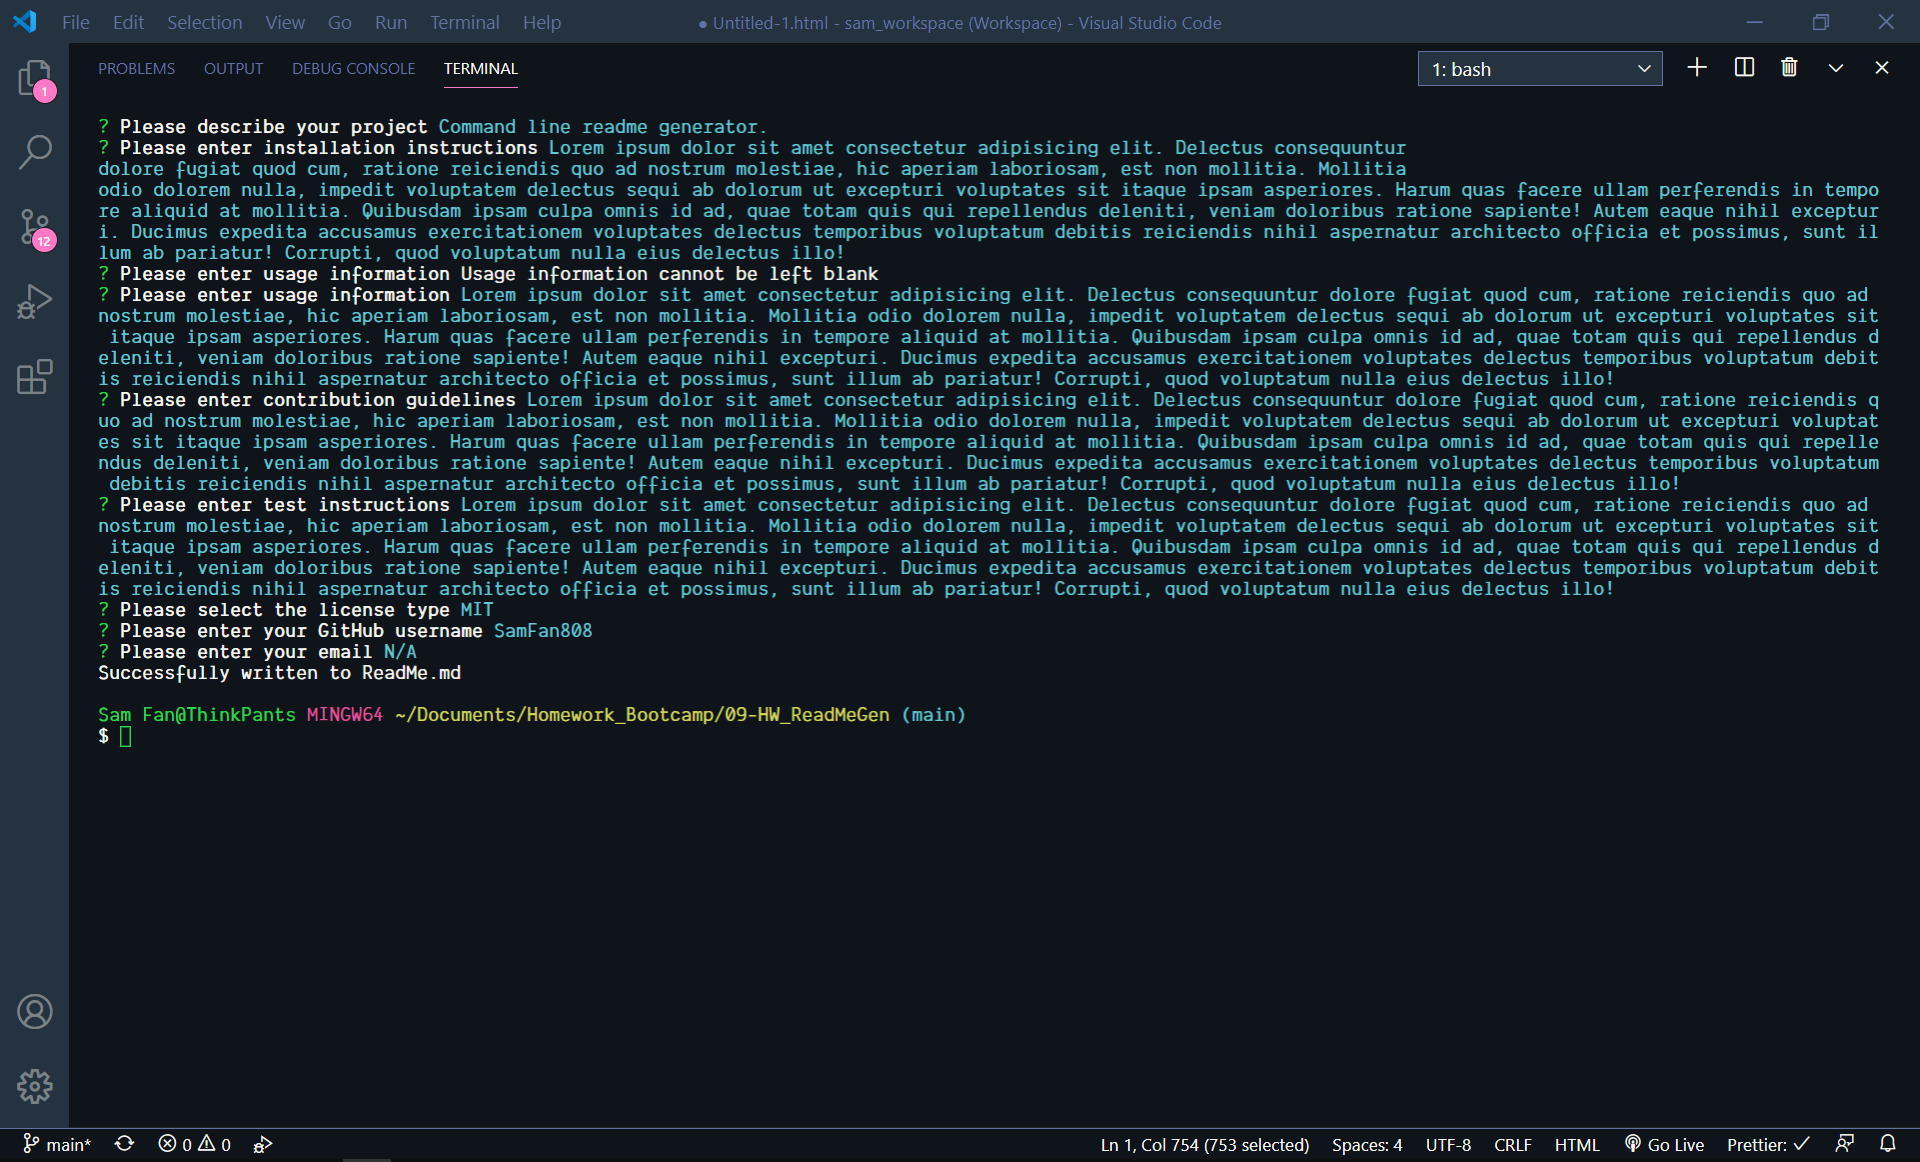 File Edit Selection View Go Run Terminal Help ● Untitled-1.html - sam_workspace (Workspace) - Visual Studio Code
PROBLEMS OUTPUT DEBUG CONSOLE TERMINAL 1: bash
1
12
? Please describe your project Command line readme generator.
? Please enter installation instructions Lorem ipsum dolor sit amet consectetur adipisicing elit. Delectus consequuntur
dolore fugiat quod cum, ratione reiciendis quo ad nostrum molestiae, hic aperiam laboriosam, est non mollitia. Mollitia
odio dolorem nulla, impedit voluptatem delectus sequi ab dolorum ut excepturi voluptates sit itaque ipsam asperiores. Harum quas facere ullam perferendis in tempo
re aliquid at mollitia. Quibusdam ipsam culpa omnis id ad, quae totam quis qui repellendus deleniti, veniam doloribus ratione sapiente! Autem eaque nihil exceptur
i. Ducimus expedita accusamus exercitationem voluptates delectus temporibus voluptatum debitis reiciendis nihil aspernatur architecto officia et possimus, sunt il
lum ab pariatur! Corrupti, quod voluptatum nulla eius delectus illo!
? Please enter usage information Usage information cannot be left blank
? Please enter usage information Lorem ipsum dolor sit amet consectetur adipisicing elit. Delectus consequuntur dolore fugiat quod cum, ratione reiciendis quo ad
nostrum molestiae, hic aperiam laboriosam, est non mollitia. Mollitia odio dolorem nulla, impedit voluptatem delectus sequi ab dolorum ut excepturi voluptates sit
itaque ipsam asperiores. Harum quas facere ullam perferendis in tempore aliquid at mollitia. Quibusdam ipsam culpa omnis id ad, quae totam quis qui repellendus d
eleniti, veniam doloribus ratione sapiente! Autem eaque nihil excepturi. Ducimus expedita accusamus exercitationem voluptates delectus temporibus voluptatum debit
is reiciendis nihil aspernatur architecto officia et possimus, sunt illum ab pariatur! Corrupti, quod voluptatum nulla eius delectus illo!
? Please enter contribution guidelines Lorem ipsum dolor sit amet consectetur adipisicing elit. Delectus consequuntur dolore fugiat quod cum, ratione reiciendis q
uo ad nostrum molestiae, hic aperiam laboriosam, est non mollitia. Mollitia odio dolorem nulla, impedit voluptatem delectus sequi ab dolorum ut excepturi voluptat
es sit itaque ipsam asperiores. Harum quas facere ullam perferendis in tempore aliquid at mollitia. Quibusdam ipsam culpa omnis id ad, quae totam quis qui repelle
ndus deleniti, veniam doloribus ratione sapiente! Autem eaque nihil excepturi. Ducimus expedita accusamus exercitationem voluptates delectus temporibus voluptatum
debitis reiciendis nihil aspernatur architecto officia et possimus, sunt illum ab pariatur! Corrupti, quod voluptatum nulla eius delectus illo!
? Please enter test instructions Lorem ipsum dolor sit amet consectetur adipisicing elit. Delectus consequuntur dolore fugiat quod cum, ratione reiciendis quo ad
nostrum molestiae, hic aperiam laboriosam, est non mollitia. Mollitia odio dolorem nulla, impedit voluptatem delectus sequi ab dolorum ut excepturi voluptates sit
itaque ipsam asperiores. Harum quas facere ullam perferendis in tempore aliquid at mollitia. Quibusdam ipsam culpa omnis id ad, quae totam quis qui repellendus d
eleniti, veniam doloribus ratione sapiente! Autem eaque nihil excepturi. Ducimus expedita accusamus exercitationem voluptates delectus temporibus voluptatum debit
is reiciendis nihil aspernatur architecto officia et possimus, sunt illum ab pariatur! Corrupti, quod voluptatum nulla eius delectus illo!
? Please select the license type MIT
? Please enter your GitHub username SamFan808
? Please enter your email N/A
Successfully written to ReadMe.md
Sam Fan@ThinkPants MINGW64 ~/Documents/Homework_Bootcamp/09-HW_ReadMeGen (main)
$
main* 0 0 Ln 1, Col 754 (753 selected) Spaces: 4 UTF-8 CRLF HTML Go Live Prettier: ✓